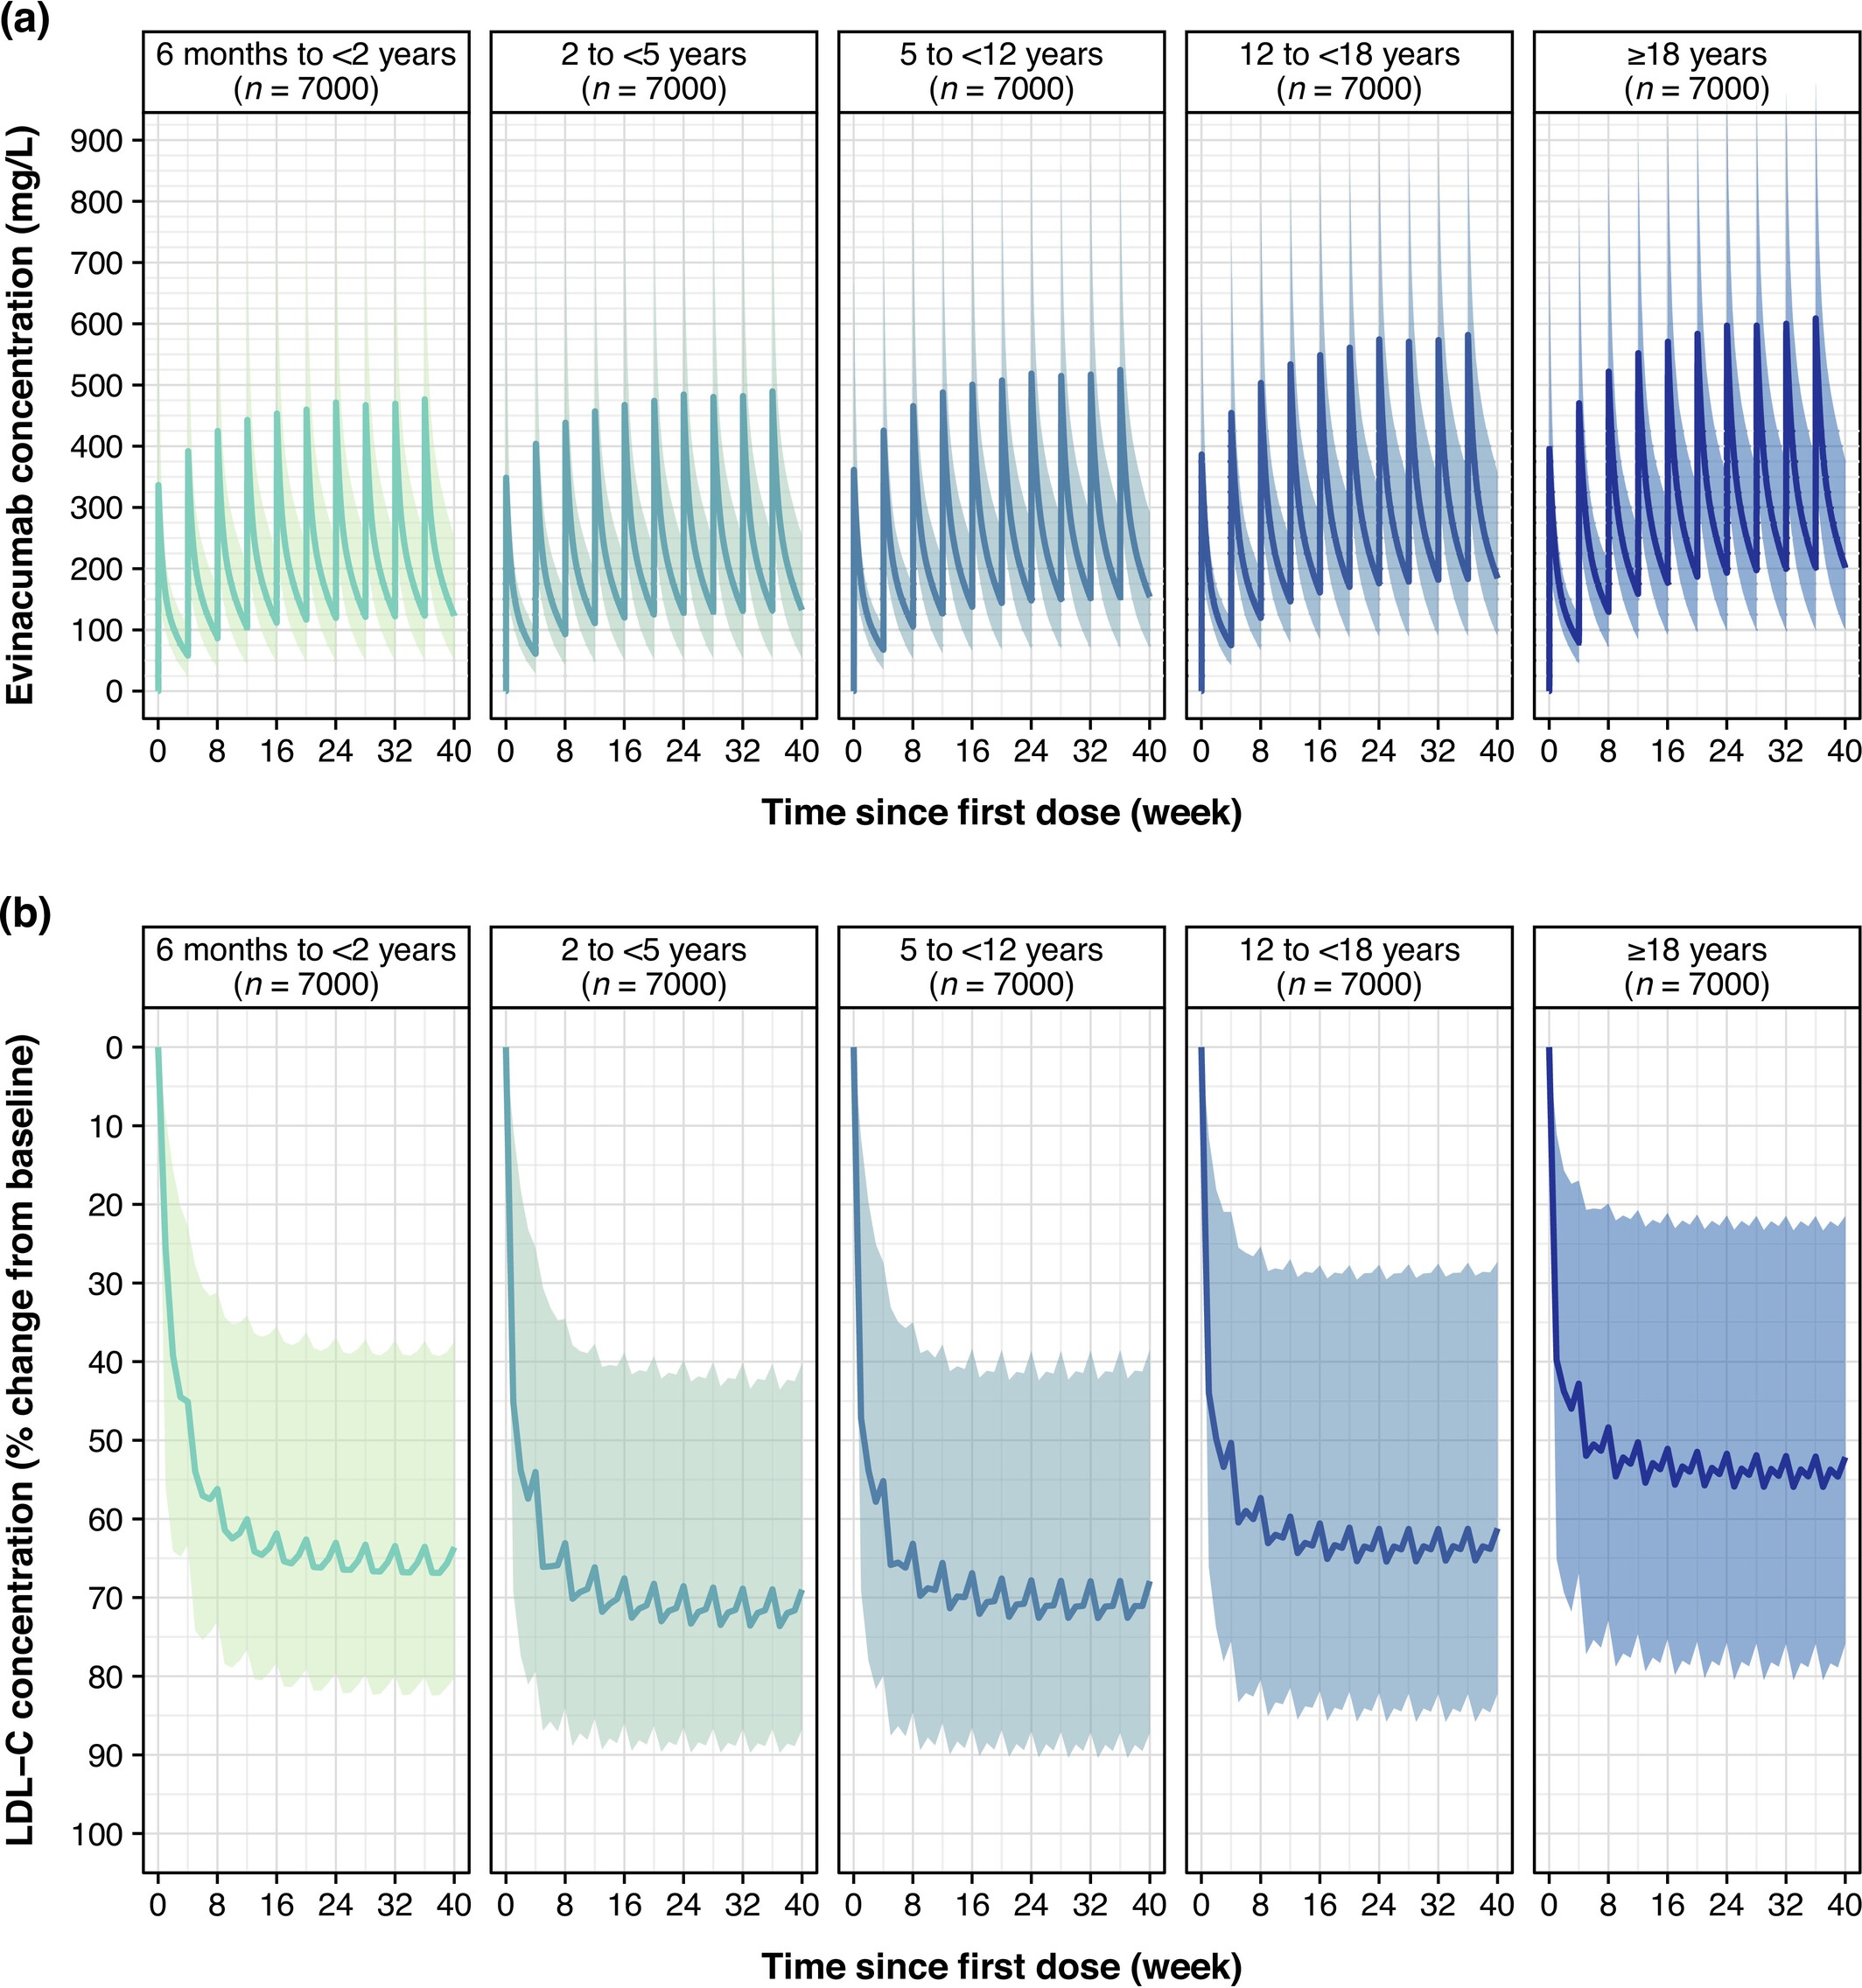 (a)
6 months to <2 years
(n = 7000)
2 to <5 years
(n = 7000)
5 to <12 years
(n = 7000)
12 to <18 years
(n = 7000)
≥18 years
(n = 7000)
Evinacumab concentration (mg/L)
900
800
700
600
500
400
300
200
100
0
0 8 16 24 32 40
0 8 16 24 32 40
0 8 16 24 32 40
0 8 16 24 32 40
0 8 16 24 32 40
Time since first dose (week)
(b)
6 months to <2 years
(n = 7000)
2 to <5 years
(n = 7000)
5 to <12 years
(n = 7000)
12 to <18 years
(n = 7000)
≥18 years
(n = 7000)
LDL–C concentration (% change from baseline)
0
10
20
30
40
50
60
70
80
90
100
0 8 16 24 32 40
0 8 16 24 32 40
0 8 16 24 32 40
0 8 16 24 32 40
0 8 16 24 32 40
Time since first dose (week)